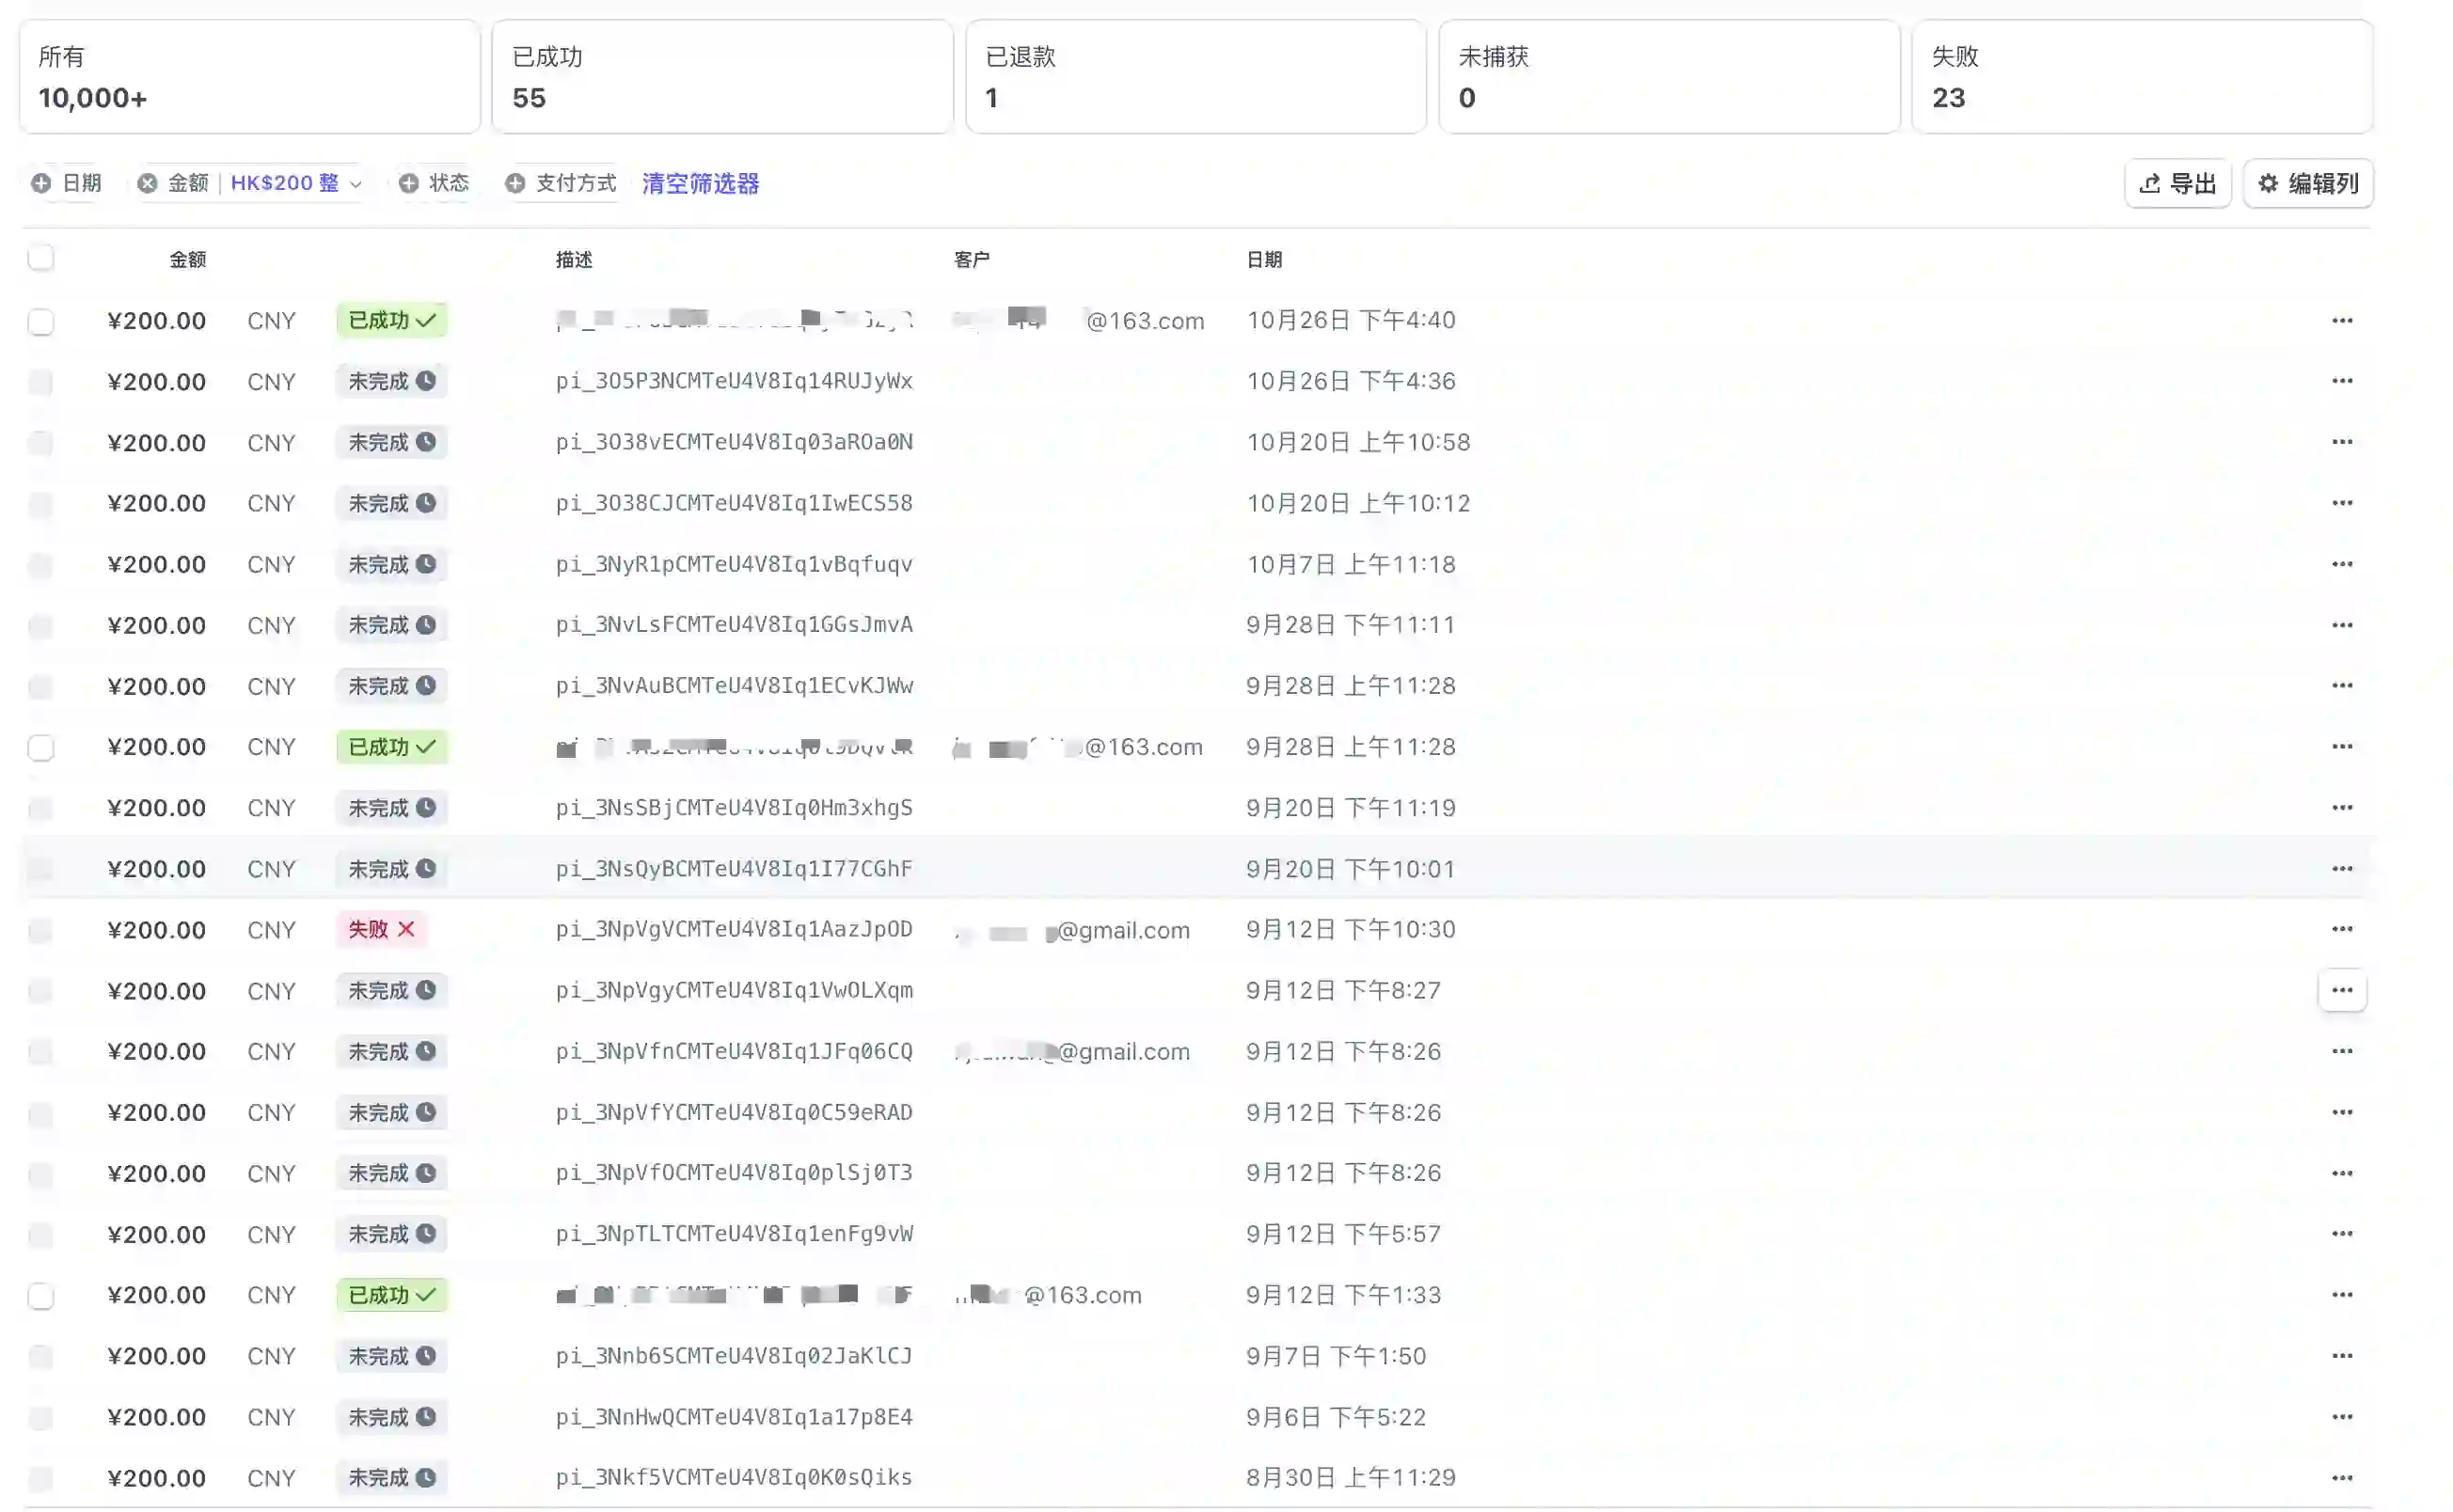 所有 已成功 已退款 未捕获 失败
10,000+ 55 1 0 23
日期 金额 HK$200 整 状态 支付方式 清空筛选器 导出 编辑列
金额 描述 客户 日期
¥200.00 CNY 已成功 @163.com 10月26日 下午4:40
¥200.00 CNY 未完成 pi_3O5P3NCMTeU4V8Iq14RUJyWx 10月26日 下午4:36
¥200.00 CNY 未完成 pi_3O38vECMTeU4V8Iq03aROa0N 10月20日 上午10:58
¥200.00 CNY 未完成 pi_3O38CJCMTeU4V8Iq1IwECS58 10月20日 上午10:12
¥200.00 CNY 未完成 pi_3NyR1pCMTeU4V8Iq1vBqfuqv 10月7日 上午11:18
¥200.00 CNY 未完成 pi_3NvLsFCMTeU4V8Iq1GGsJmvA 9月28日 下午11:11
¥200.00 CNY 未完成 pi_3NvAuBCMTeU4V8Iq1ECvKJWw 9月28日 上午11:28
¥200.00 CNY 已成功 @163.com 9月28日 上午11:28
¥200.00 CNY 未完成 pi_3NsSBjCMTeU4V8Iq0Hm3xhgS 9月20日 下午11:19
¥200.00 CNY 未完成 pi_3NsQyBCMTeU4V8Iq1I77CGhF 9月20日 下午10:01
¥200.00 CNY 失败 pi_3NpVgVCMTeU4V8Iq1AazJpOD @gmail.com 9月12日 下午10:30
¥200.00 CNY 未完成 pi_3NpVgyCMTeU4V8Iq1VwOLXqm 9月12日 下午8:27
¥200.00 CNY 未完成 pi_3NpVfnCMTeU4V8Iq1JFq06CQ @gmail.com 9月12日 下午8:26
¥200.00 CNY 未完成 pi_3NpVfYCMTeU4V8Iq0C59eRAD 9月12日 下午8:26
¥200.00 CNY 未完成 pi_3NpVfOCMTeU4V8Iq0plSj0T3 9月12日 下午8:26
¥200.00 CNY 未完成 pi_3NpTLTCMTeU4V8Iq1enFg9vW 9月12日 下午5:57
¥200.00 CNY 已成功 @163.com 9月12日 下午1:33
¥200.00 CNY 未完成 pi_3Nnb6SCMTeU4V8Iq02JaKlCJ 9月7日 下午1:50
¥200.00 CNY 未完成 pi_3NnHwQCMTeU4V8Iq1a17p8E4 9月6日 下午5:22
¥200.00 CNY 未完成 pi_3Nkf5VCMTeU4V8Iq0K0sQiks 8月30日 上午11:29